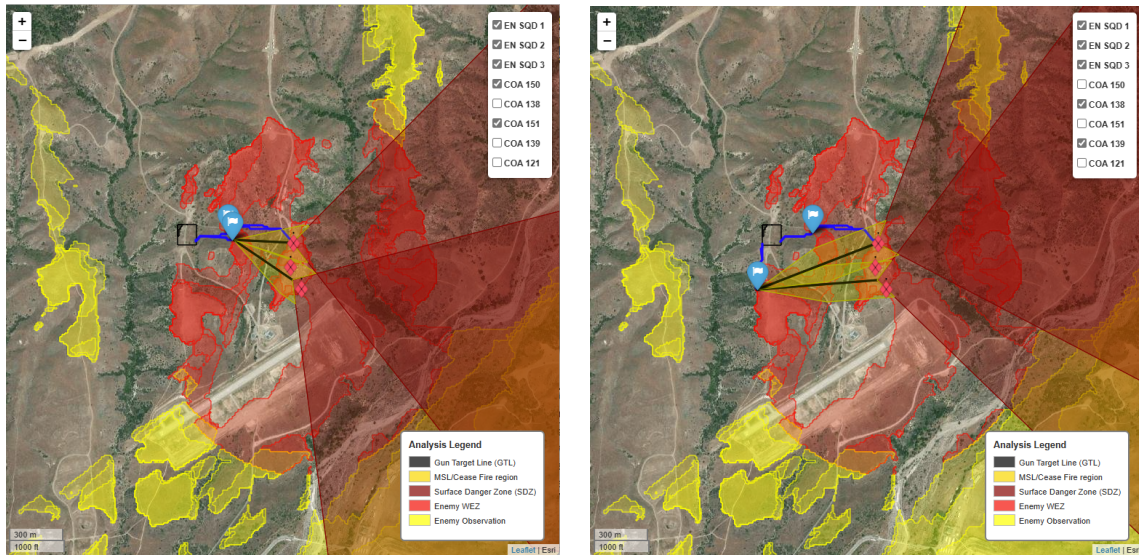 +
−
EN SQD 1
EN SQD 2
EN SQD 3
COA 150
COA 138
COA 151
COA 139
COA 121
Analysis Legend
Gun Target Line (GTL)
MSL/Cease Fire region
Surface Danger Zone (SDZ)
Enemy WEZ
Enemy Observation
300 m
1000 ft
Leaflet | Esri
+
−
EN SQD 1
EN SQD 2
EN SQD 3
COA 150
COA 138
COA 151
COA 139
COA 121
Analysis Legend
Gun Target Line (GTL)
MSL/Cease Fire region
Surface Danger Zone (SDZ)
Enemy WEZ
Enemy Observation
300 m
1000 ft
Leaflet | Esri